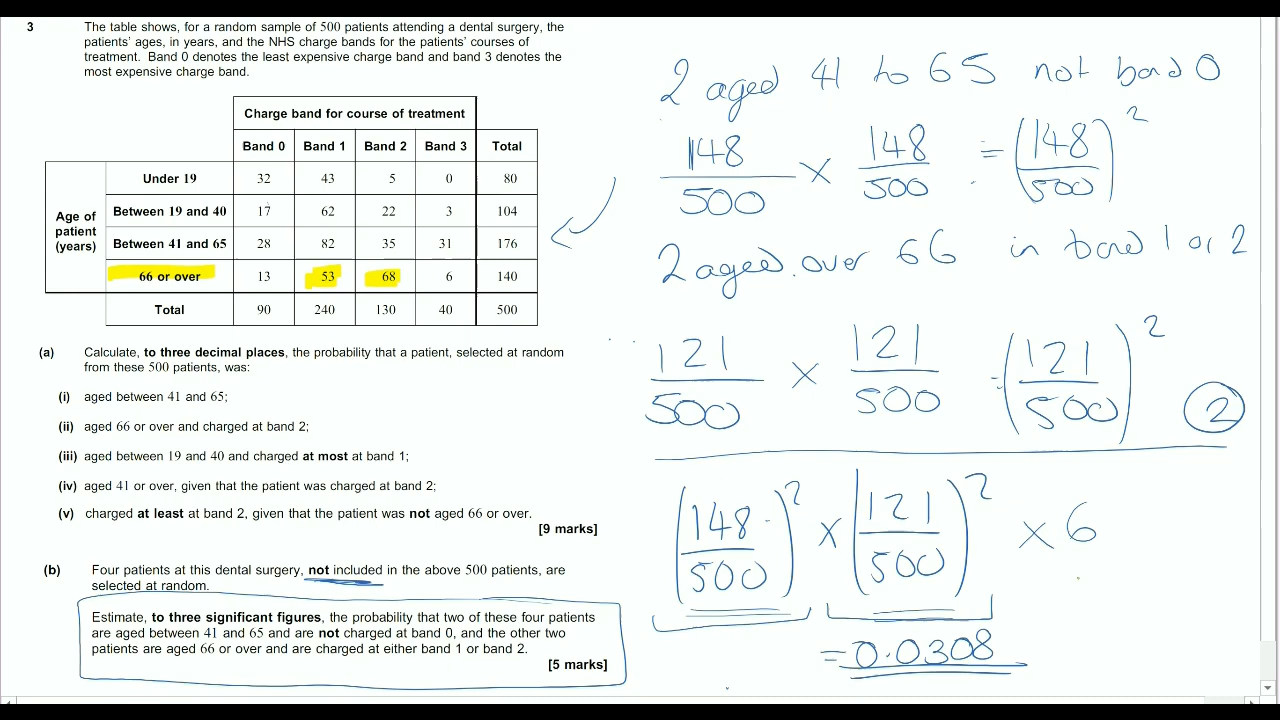 3 The table shows, for a random sample of 500 patients attending a dental surgery, the
patients' ages, in years, and the NHS charge bands for the patients' courses of
treatment. Band 0 denotes the least expensive charge band and band 3 denotes the
most expensive charge band.
Charge band for course of treatment
Band 0 Band 1 Band 2 Band 3 Total
Age of patient (years)
Under 19 32 43 5 0 80
Between 19 and 40 17 62 22 3 104
Between 41 and 65 28 82 35 31 176
66 or over 13 53 68 6 140
Total 90 240 130 40 500
(a) Calculate, to three decimal places, the probability that a patient, selected at random
from these 500 patients, was:
(i) aged between 41 and 65;
(ii) aged 66 or over and charged at band 2;
(iii) aged between 19 and 40 and charged at most at band 1;
(iv) aged 41 or over, given that the patient was charged at band 2;
(v) charged at least at band 2, given that the patient was not aged 66 or over.
[9 marks]
(b) Four patients at this dental surgery, not included in the above 500 patients, are
selected at random.
Estimate, to three significant figures, the probability that two of these four patients
are aged between 41 and 65 and are not charged at band 0, and the other two
patients are aged 66 or over and are charged at either band 1 or band 2.
[5 marks]
2 aged 41 to 65 not band 0
148/500 × 148/500 = (148/500)²
2 aged over 66 in band 1 or 2
121/500 × 121/500 = (121/500)² 2
(148/500)² × (121/500)² × 6
= 0.0308